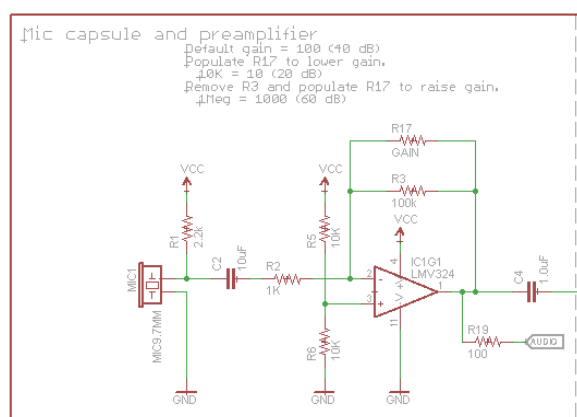 Mic capsule and preamplifier
Default gain = 100 (40 dB)
Populate R17 to lower gain.
10K = 10 (20 dB)
Remove R3 and populate R17 to raise gain.
1Meg = 1000 (60 dB)
R17
GAIN
R3
100k
VCC
VCC
VCC
R1
2.2k
R5
10K
C2
10uF
R2
1K
IC1G1
LMV324
4
2
3
1
11
-
+
+
V
-
C4
1.0uF
MIC1
MIC9.7MM
R6
10K
R19
100
AUDIO
GND
GND
GND